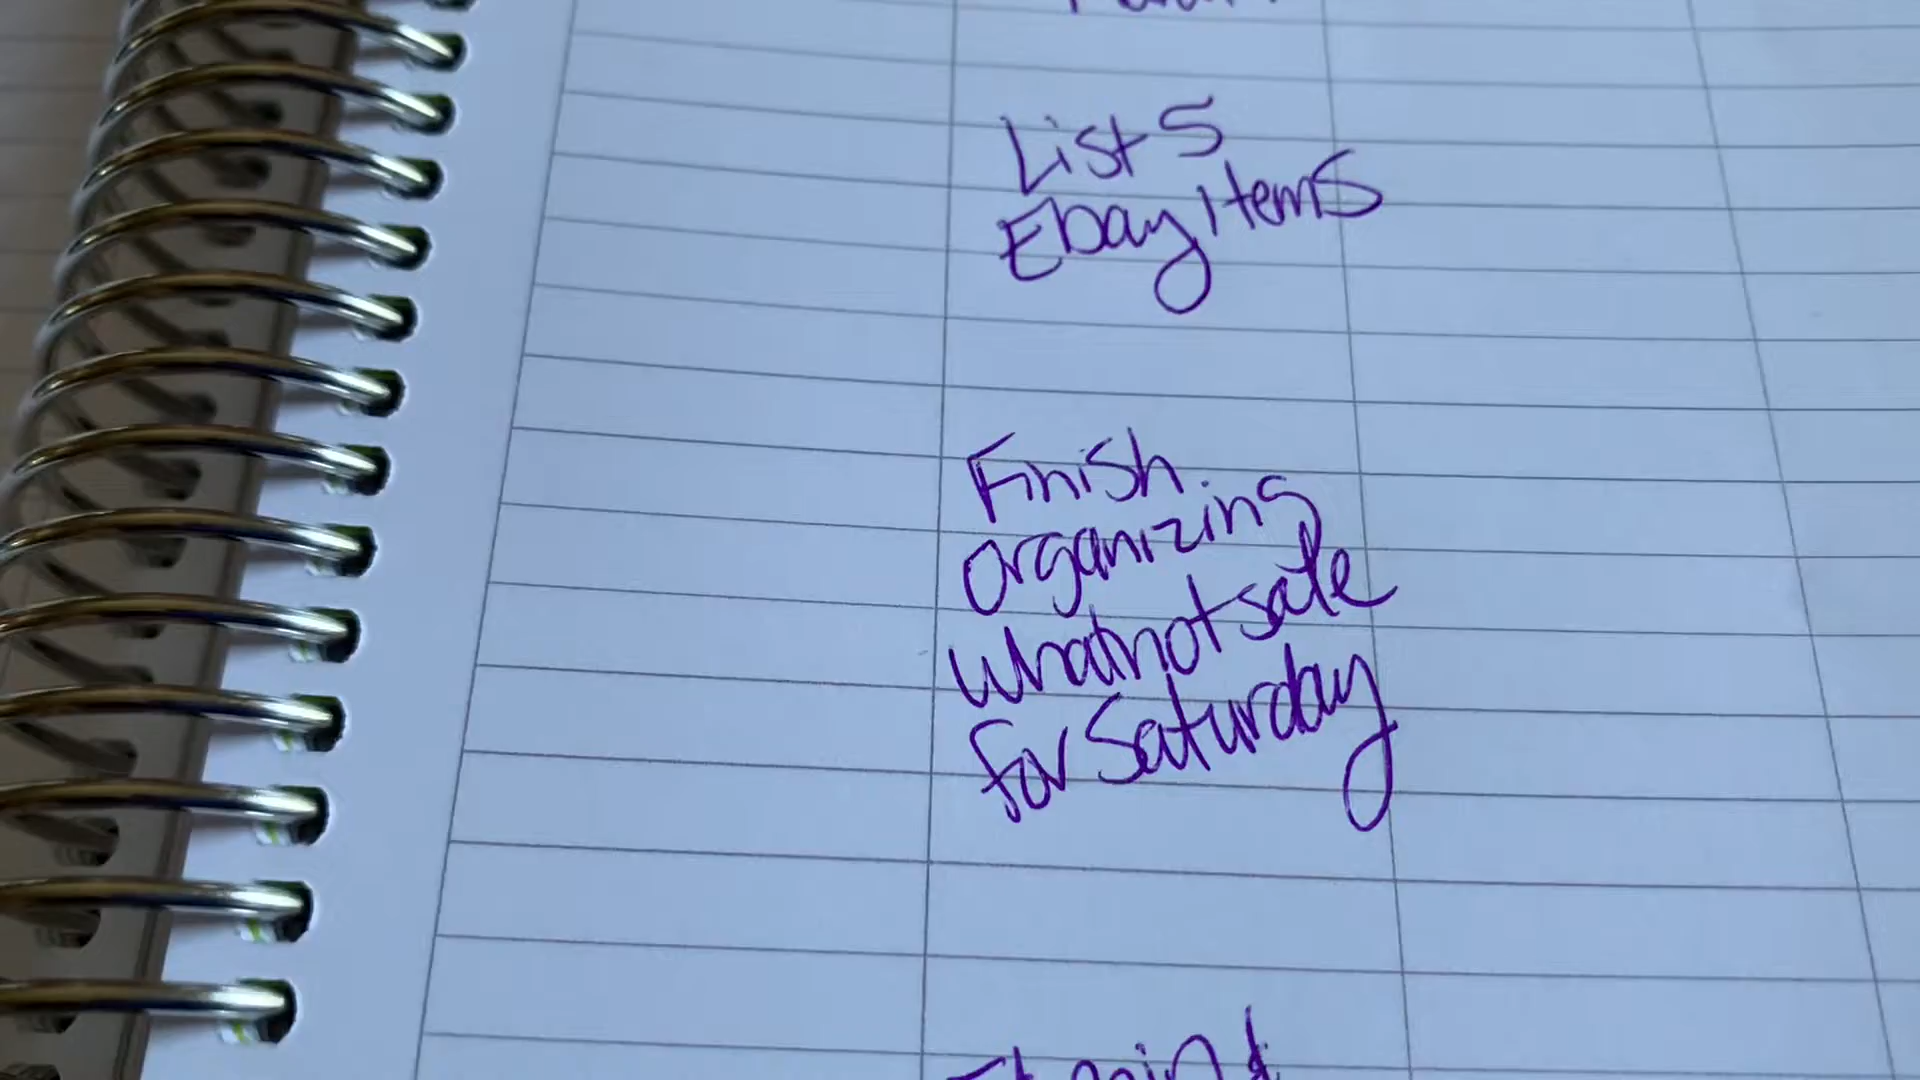 List 5
Ebay items
Finish
organizing
whatnot sale
for Saturday